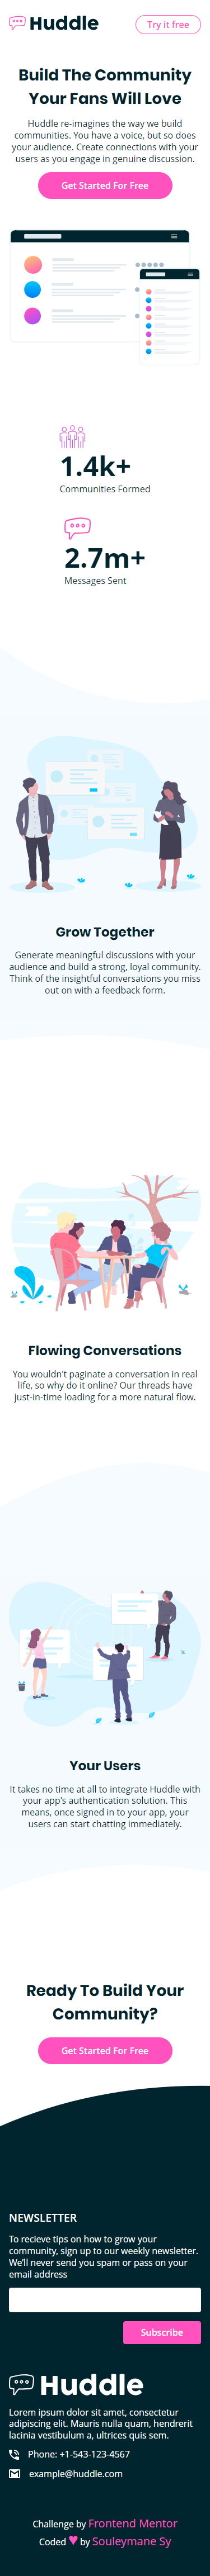 Huddle
Try it free
Build The Community
Your Fans Will Love
Huddle re-imagines the way we build
communities. You have a voice, but so does
your audience. Create connections with your
users as you engage in genuine discussion.
Get Started For Free
1.4k+
Communities Formed
2.7m+
Messages Sent
Grow Together
Generate meaningful discussions with your
audience and build a strong, loyal community.
Think of the insightful conversations you miss
out on with a feedback form.
Flowing Conversations
You wouldn't paginate a conversation in real
life, so why do it online? Our threads have
just-in-time loading for a more natural flow.
Your Users
It takes no time at all to integrate Huddle with
your app's authentication solution. This
means, once signed in to your app, your
users can start chatting immediately.
Ready To Build Your
Community?
Get Started For Free
NEWSLETTER
To recieve tips on how to grow your
community, sign up to our weekly newsletter.
We'll never send you spam or pass on your
email address
Subscribe
Huddle
Lorem ipsum dolor sit amet, consectetur
adipiscing elit. Mauris nulla quam, hendrerit
lacinia vestibulum a, ultrices quis sem.
Phone: +1-543-123-4567
example@huddle.com
Challenge by Frontend Mentor
Coded ♥ by Souleymane Sy